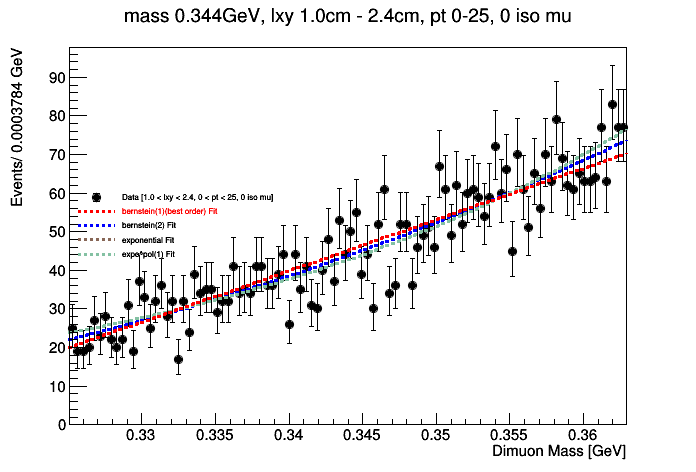 mass 0.344GeV, lxy 1.0cm - 2.4cm, pt 0-25, 0 iso mu
Events/ 0.0003784 GeV
90
80
70
60
50
40
30
20
10
0
Data [1.0 < lxy < 2.4, 0 < pt < 25, 0 iso mu]
bernstein(1)(best order) Fit
bernstein(2) Fit
exponential Fit
expo*pol(1) Fit
0.33 0.335 0.34 0.345 0.35 0.355 0.36
Dimuon Mass [GeV]